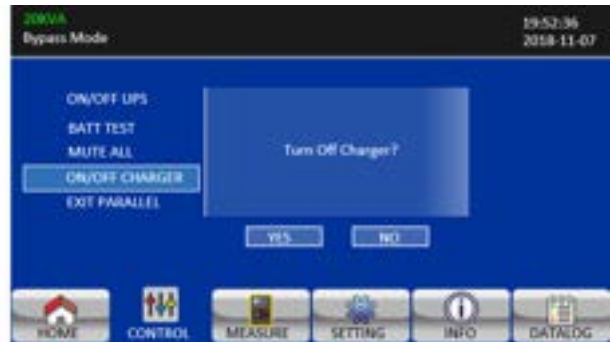 20KVA
Bypass Mode
19:52:36
2018-11-07
ON/OFF UPS
BATT TEST
MUTE ALL
ON/OFF CHARGER
EXIT PARALLEL
Turn Off Charger?
YES
NO
HOME
CONTROL
MEASURE
SETTING
INFO
DATALOG